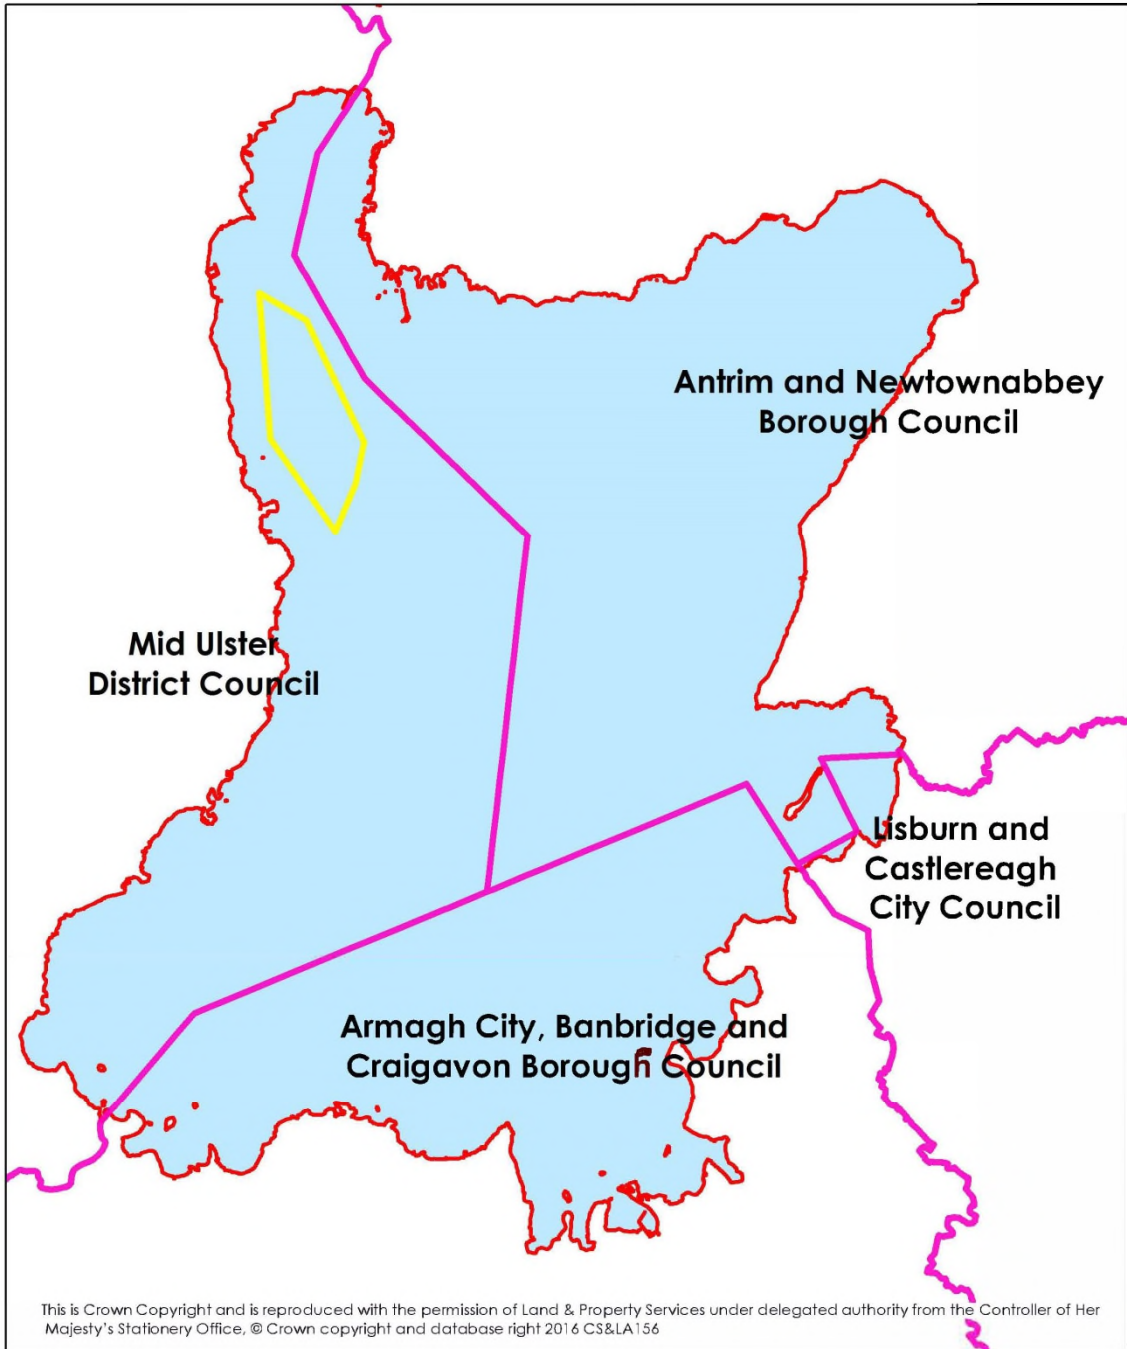 Antrim and Newtownabbey
Borough Council
Mid Ulster
District Council
Lisburn and
Castlereagh
City Council
Armagh City, Banbridge and
Craigavon Borough Council
This is Crown Copyright and is reproduced with the permission of Land & Property Services under delegated authority from the Controller of Her
Majesty's Stationery Office, © Crown copyright and database right 2016 CS&LA156